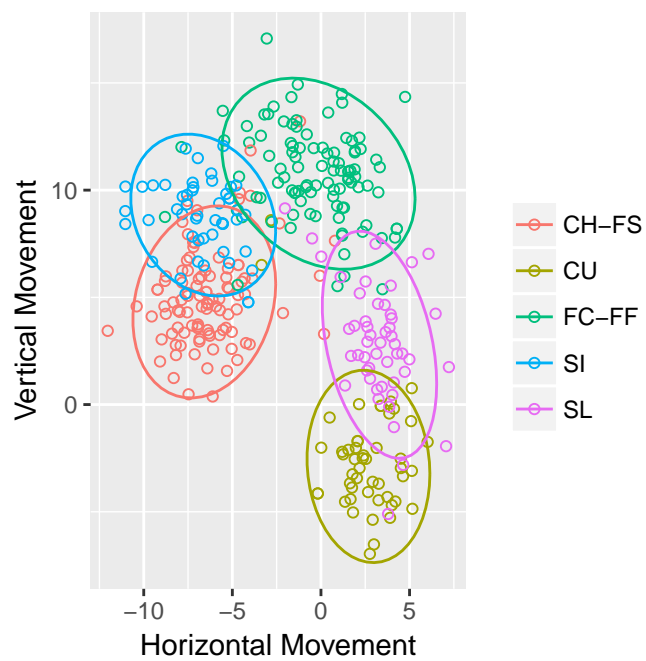 Vertical Movement
10
0
−10
−5
0
5
Horizontal Movement
CH−FS
CU
FC−FF
SI
SL